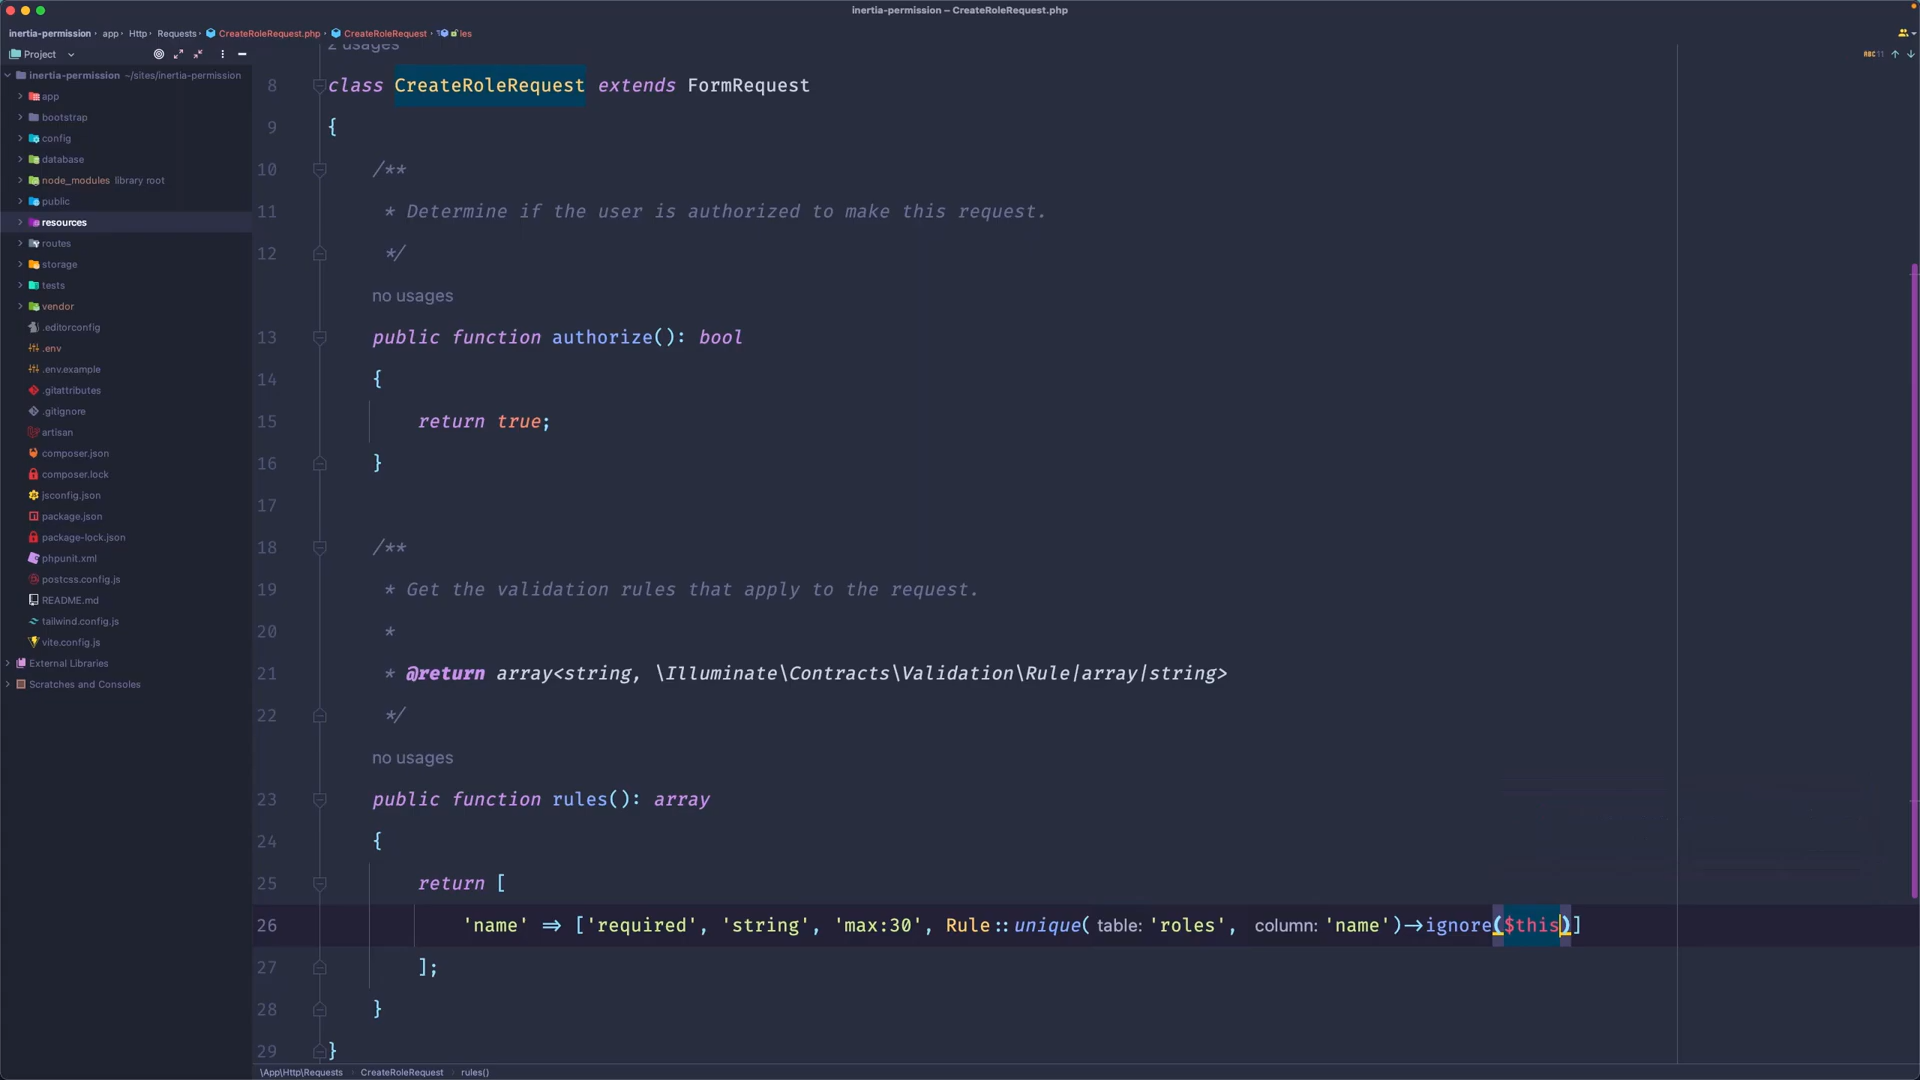 inertia-permission – CreateRoleRequest.php
inertia-permission › app › Http › Requests › CreateRoleRequest.php › CreateRoleRequest ›
Project
inertia-permission ~/sites/inertia-permission
app
bootstrap
config
database
node_modules library root
public
resources
routes
storage
tests
vendor
.editorconfig
.env
.env.example
.gitattributes
.gitignore
artisan
composer.json
composer.lock
jsconfig.json
package.json
package-lock.json
phpunit.xml
postcss.config.js
README.md
tailwind.config.js
vite.config.js
External Libraries
Scratches and Consoles
ABC 11
2 usages
8 class CreateRoleRequest extends FormRequest
9 {
10 /**
11 * Determine if the user is authorized to make this request.
12 */
no usages
13 public function authorize(): bool
14 {
15 return true;
16 }
17
18 /**
19 * Get the validation rules that apply to the request.
20 *
21 * @return array<string, \Illuminate\Contracts\Validation\Rule|array|string>
22 */
no usages
23 public function rules(): array
24 {
25 return [
26 'name' => ['required', 'string', 'max:30', Rule::unique( table: 'roles', column: 'name')->ignore($this)]
27 ];
28 }
29 }
\App\Http\Requests › CreateRoleRequest › rules()